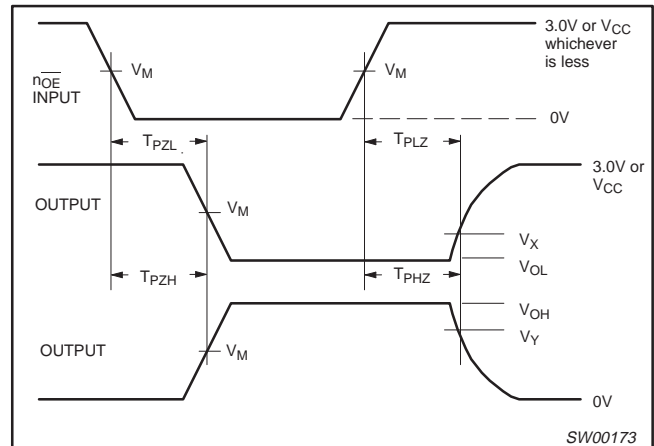 3.0V or VCC
whichever
is less
VM
VM
nOE
INPUT
0V
TPZL
TPLZ
3.0V or
VCC
OUTPUT
VM
VX
VOL
TPZH
TPHZ
VOH
VY
OUTPUT
VM
0V
SW00173